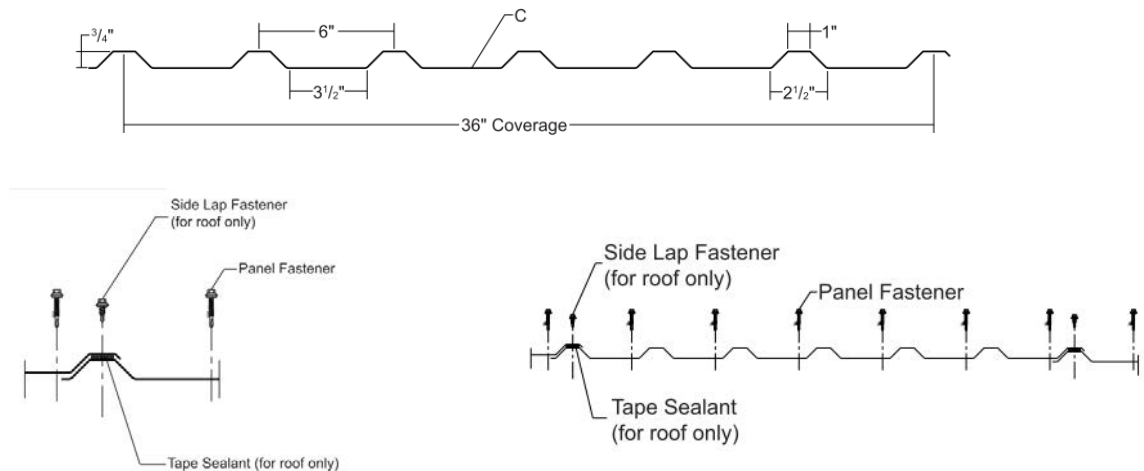 C
3/4"
6"
1"
3 1/2"
2 1/2"
36" Coverage
Side Lap Fastener
(for roof only)
Panel Fastener
Tape Sealant (for roof only)
Side Lap Fastener
(for roof only)
Panel Fastener
Tape Sealant
(for roof only)